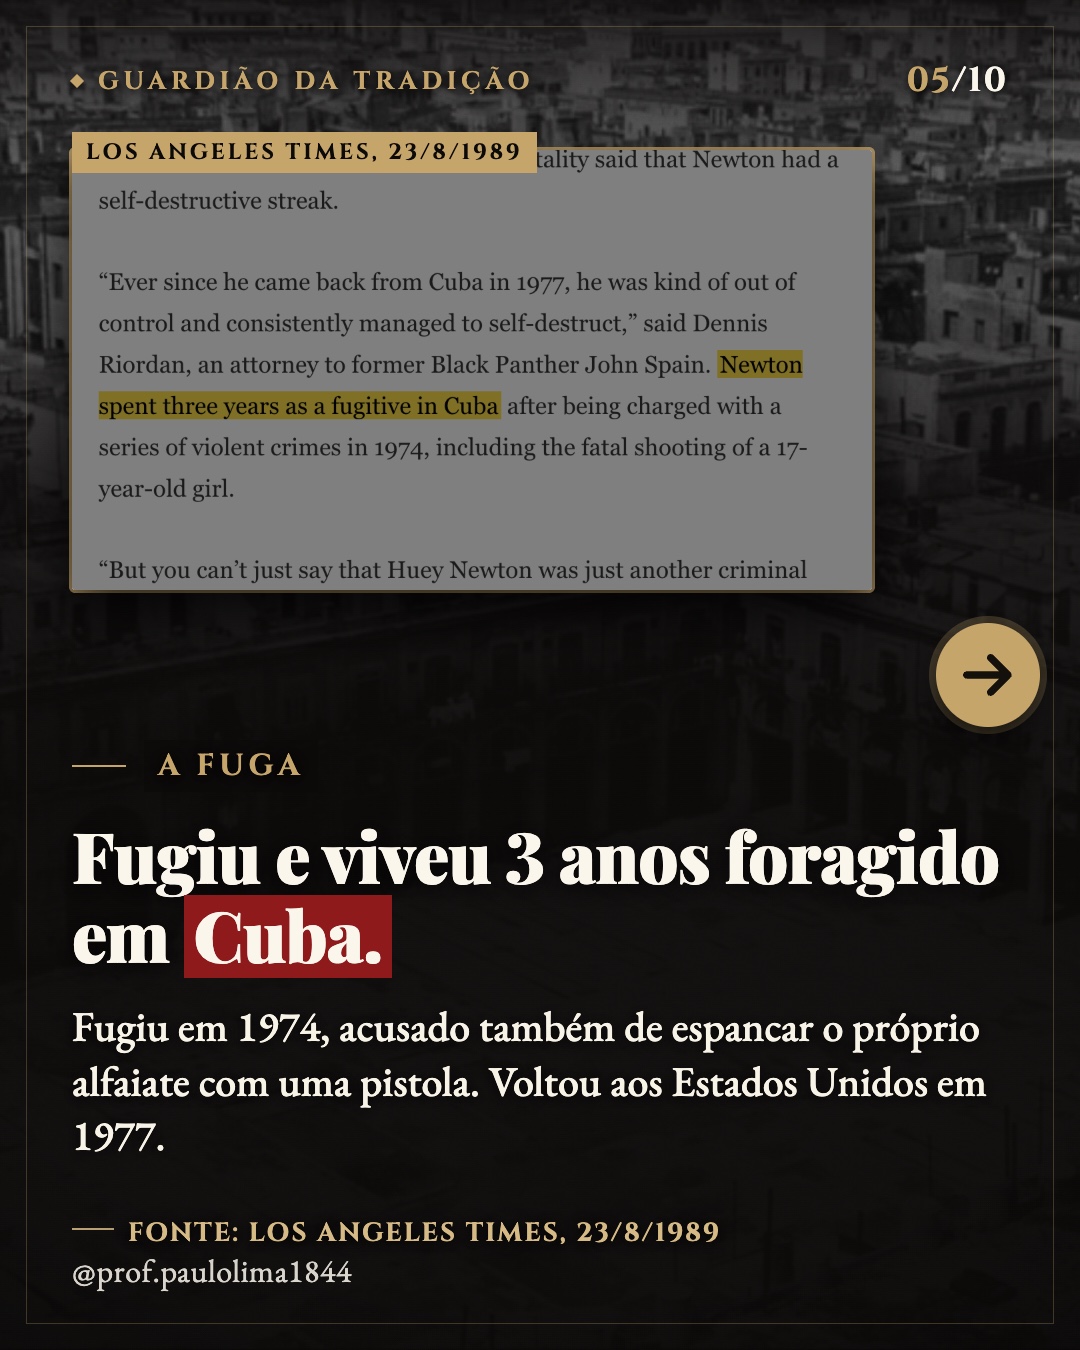 ◆ GUARDIÃO DA TRADIÇÃO
05/10
LOS ANGELES TIMES, 23/8/1989
tality said that Newton had a
self-destructive streak.
“Ever since he came back from Cuba in 1977, he was kind of out of
control and consistently managed to self-destruct,” said Dennis
Riordan, an attorney to former Black Panther John Spain. Newton
spent three years as a fugitive in Cuba after being charged with a
series of violent crimes in 1974, including the fatal shooting of a 17-
year-old girl.
“But you can’t just say that Huey Newton was just another criminal
A FUGA
Fugiu e viveu 3 anos foragido
em Cuba.
Fugiu em 1974, acusado também de espancar o próprio
alfaiate com uma pistola. Voltou aos Estados Unidos em
1977.
FONTE: LOS ANGELES TIMES, 23/8/1989
@prof.paulolima1844